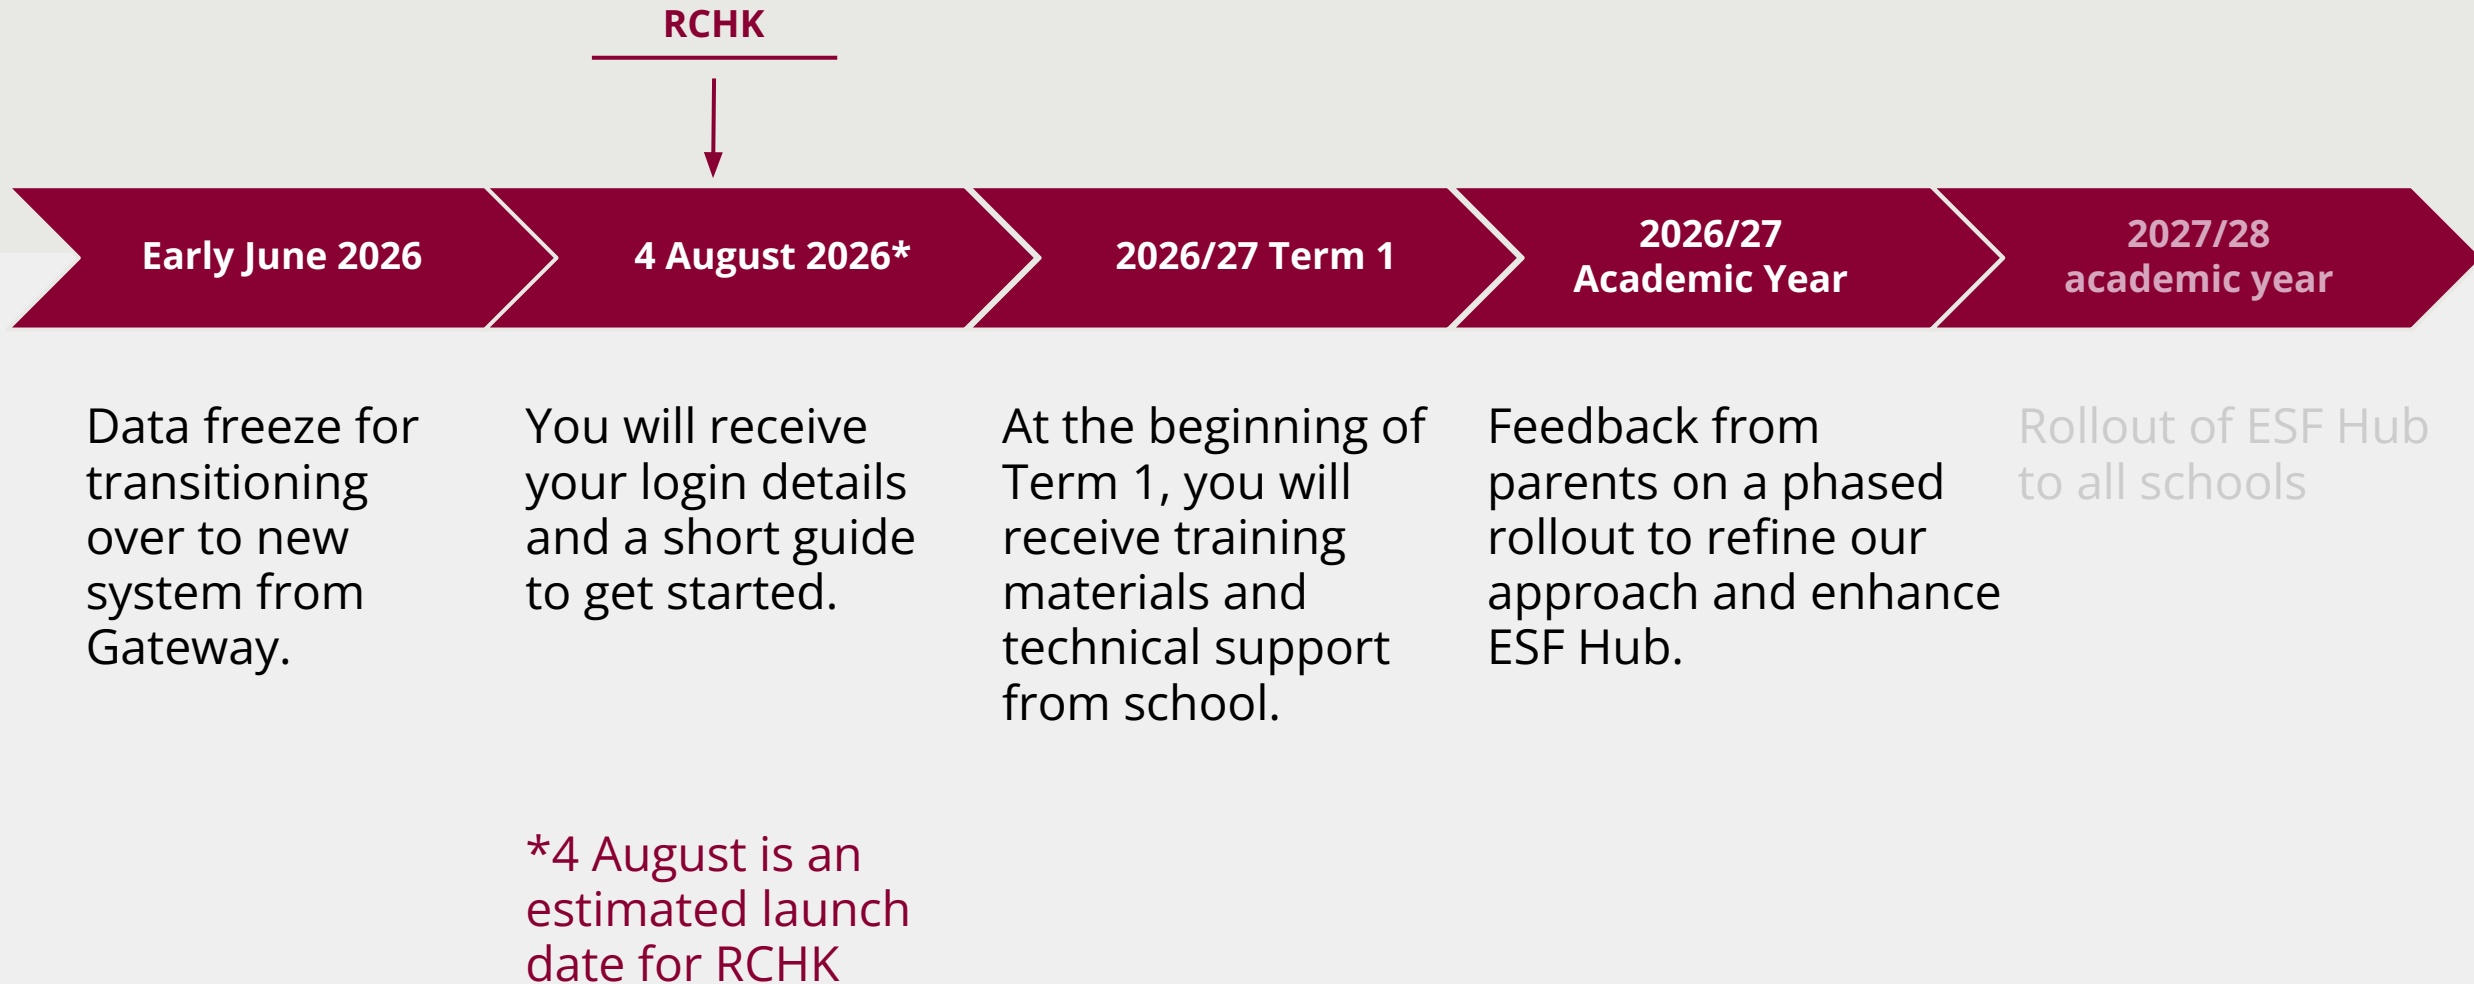 RCHK
Early June 2026
4 August 2026*
2026/27 Term 1
2026/27
Academic Year
2027/28
academic year
Data freeze for
transitioning
over to new
system from
Gateway.
You will receive
your login details
and a short guide
to get started.
*4 August is an
estimated launch
date for RCHK
At the beginning of
Term 1, you will
receive training
materials and
technical support
from school.
Feedback from
parents on a phased
rollout to refine our
approach and enhance
ESF Hub.
Rollout of ESF Hub
to all schools